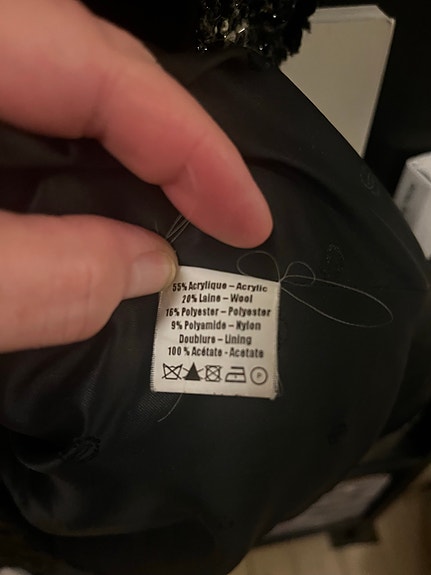 55% Acrylique – Acrylic
20% Laine – Wool
16% Polyester – Polyester
9% Polyamide – Nylon
Doublure – Lining
100% Acétate - Acetate
P